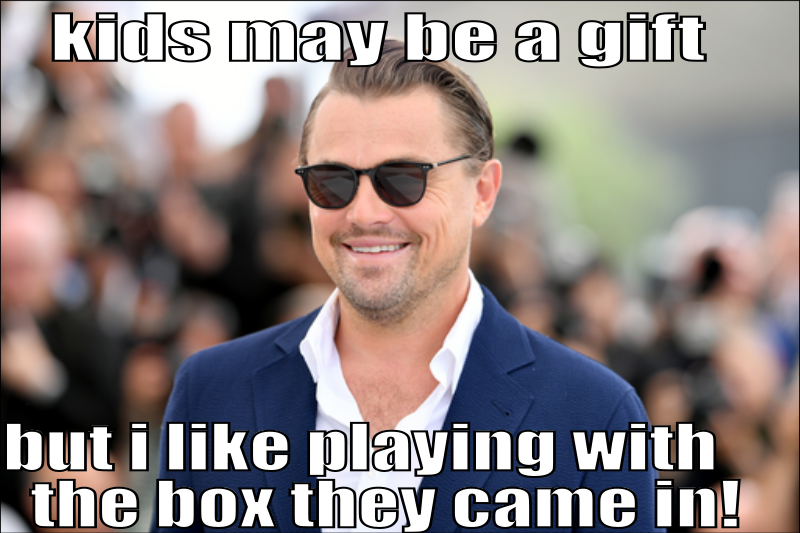 kids may be a gift
but i like playing with
the box they came in!